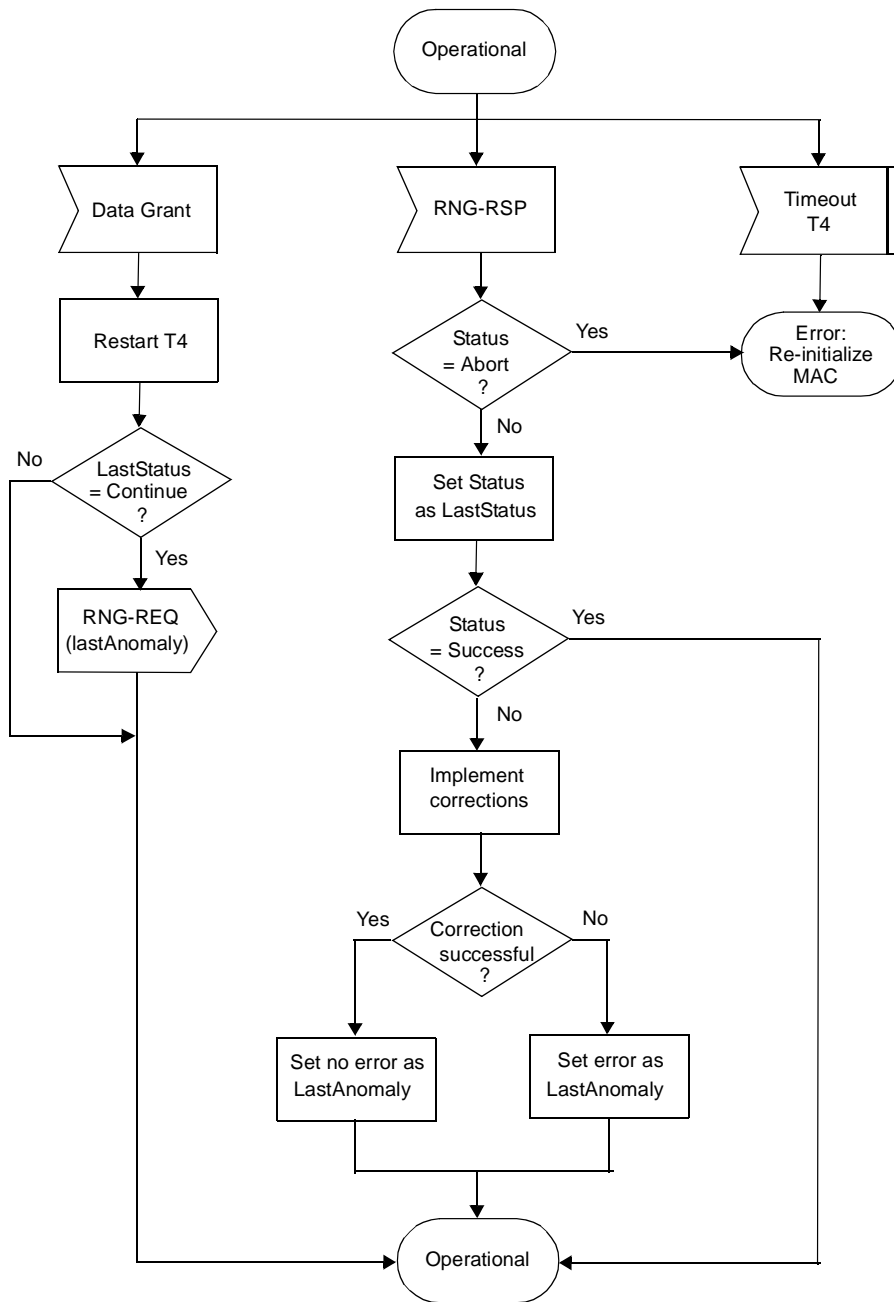 Operational
Data Grant
RNG-RSP
Timeout
T4
Restart T4
Status
= Abort
?
Yes
Error:
Re-initialize
MAC
No
No
LastStatus
= Continue
?
Yes
Set Status
as LastStatus
RNG-REQ
(lastAnomaly)
Status
= Success
?
Yes
No
Implement
corrections
Yes
Correction
successful
?
No
Set no error as
LastAnomaly
Set error as
LastAnomaly
Operational